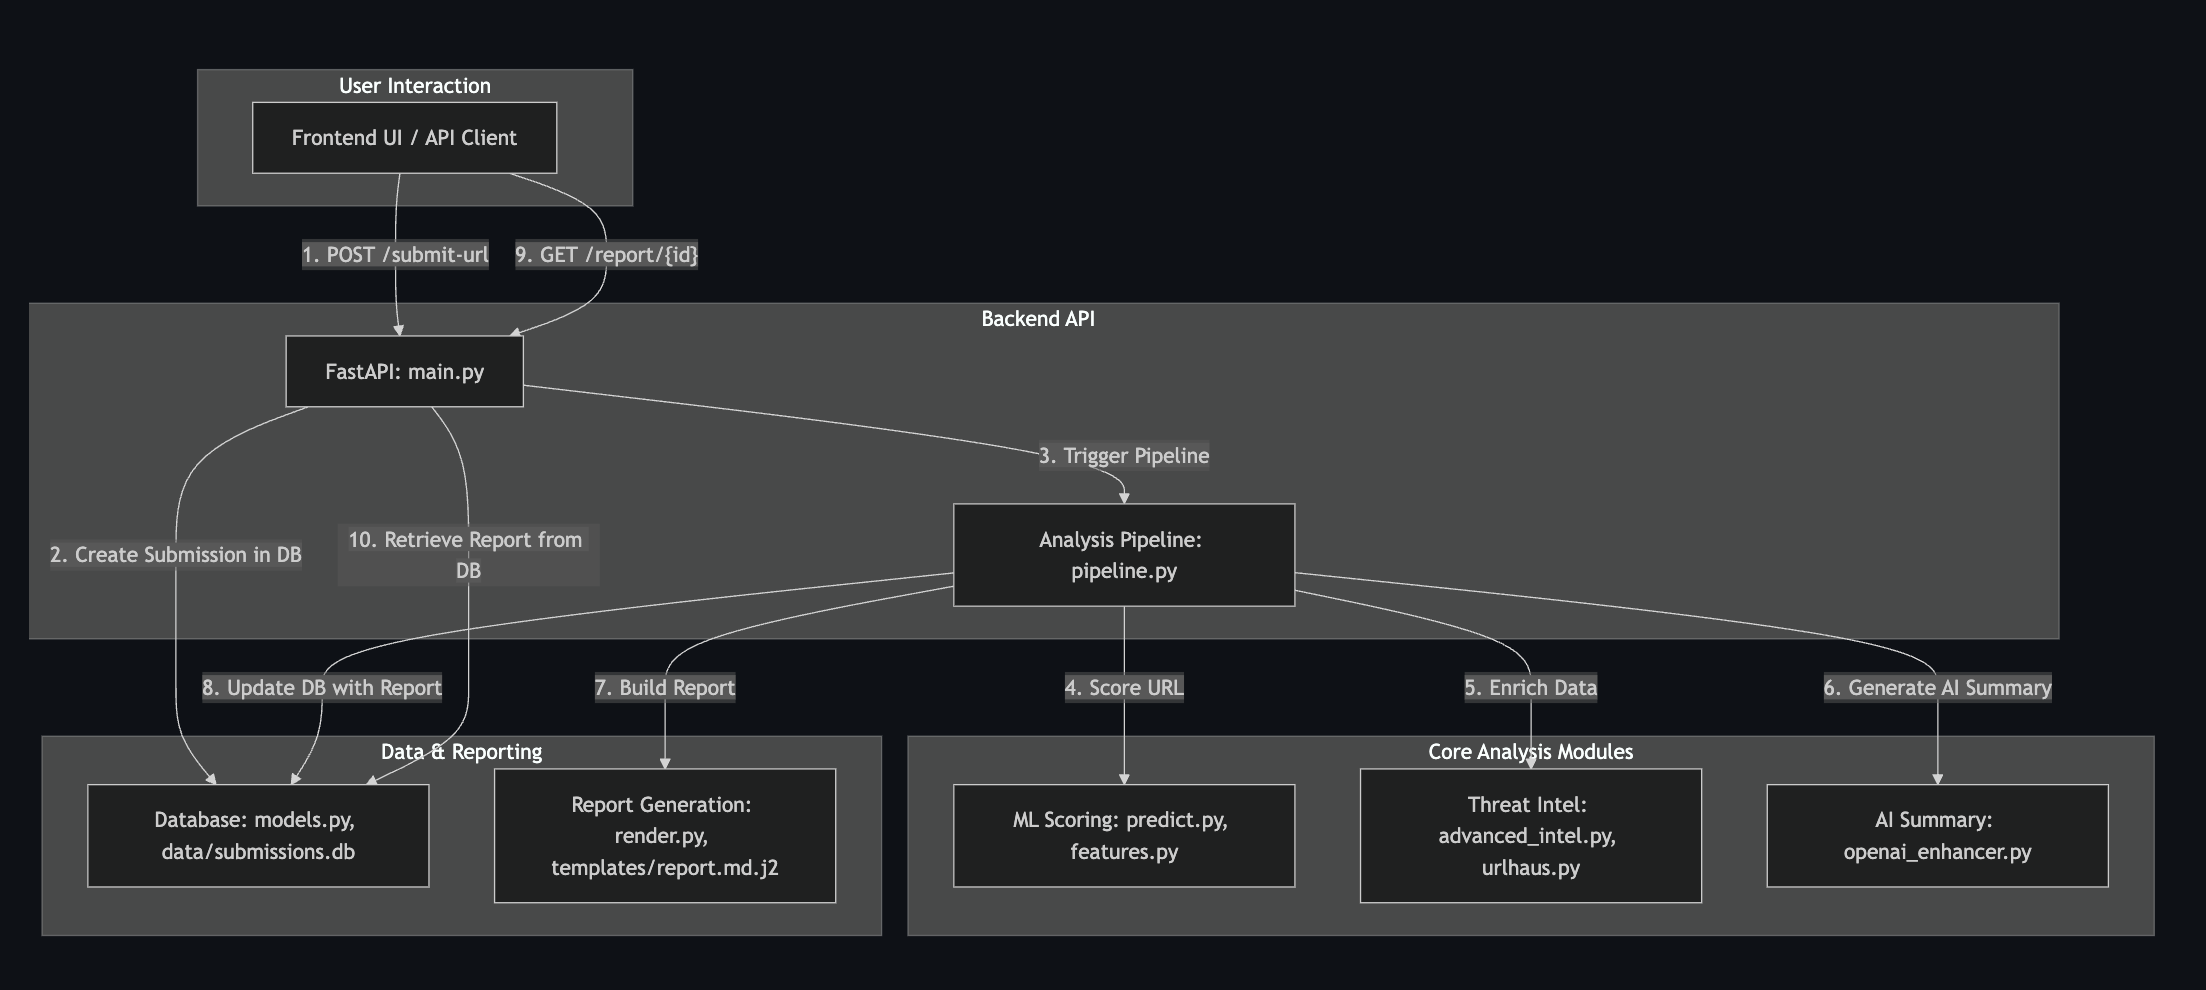 User Interaction
Frontend UI / API Client
1. POST /submit-url
9. GET /report/{id}
Backend API
FastAPI: main.py
3. Trigger Pipeline
2. Create Submission in DB
10. Retrieve Report from
DB
Analysis Pipeline:
pipeline.py
8. Update DB with Report
7. Build Report
4. Score URL
5. Enrich Data
6. Generate AI Summary
Data & Reporting
Database: models.py,
data/submissions.db
Report Generation:
render.py,
templates/report.md.j2
Core Analysis Modules
ML Scoring: predict.py,
features.py
Threat Intel:
advanced_intel.py,
urlhaus.py
AI Summary:
openai_enhancer.py